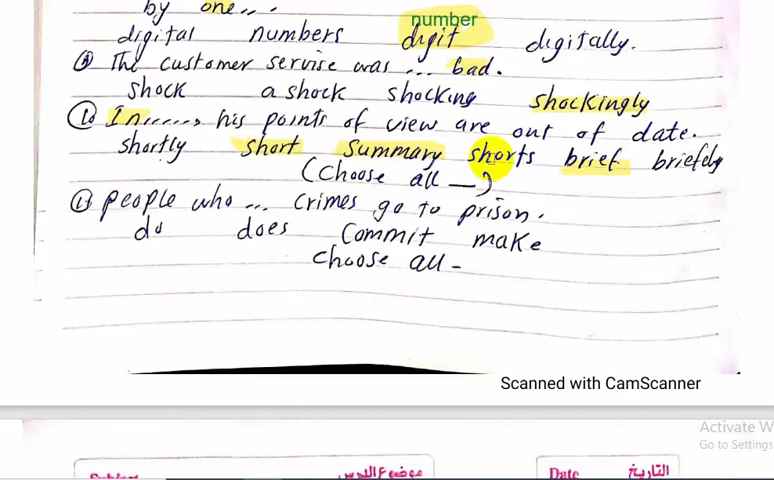 by one....
number
digital numbers digit digitally.
⑨ The customer servise was ... bad.
shock a shock shocking shockingly
⑩ In......, his points of view are out of date.
shortly short summary shorts brief briefely
(choose all —)
⑪ people who ... crimes go to prison.
do does commit make
choose all -
Scanned with CamScanner
Activate W
Go to Settings
موضوع الدرس
Date التاريخ